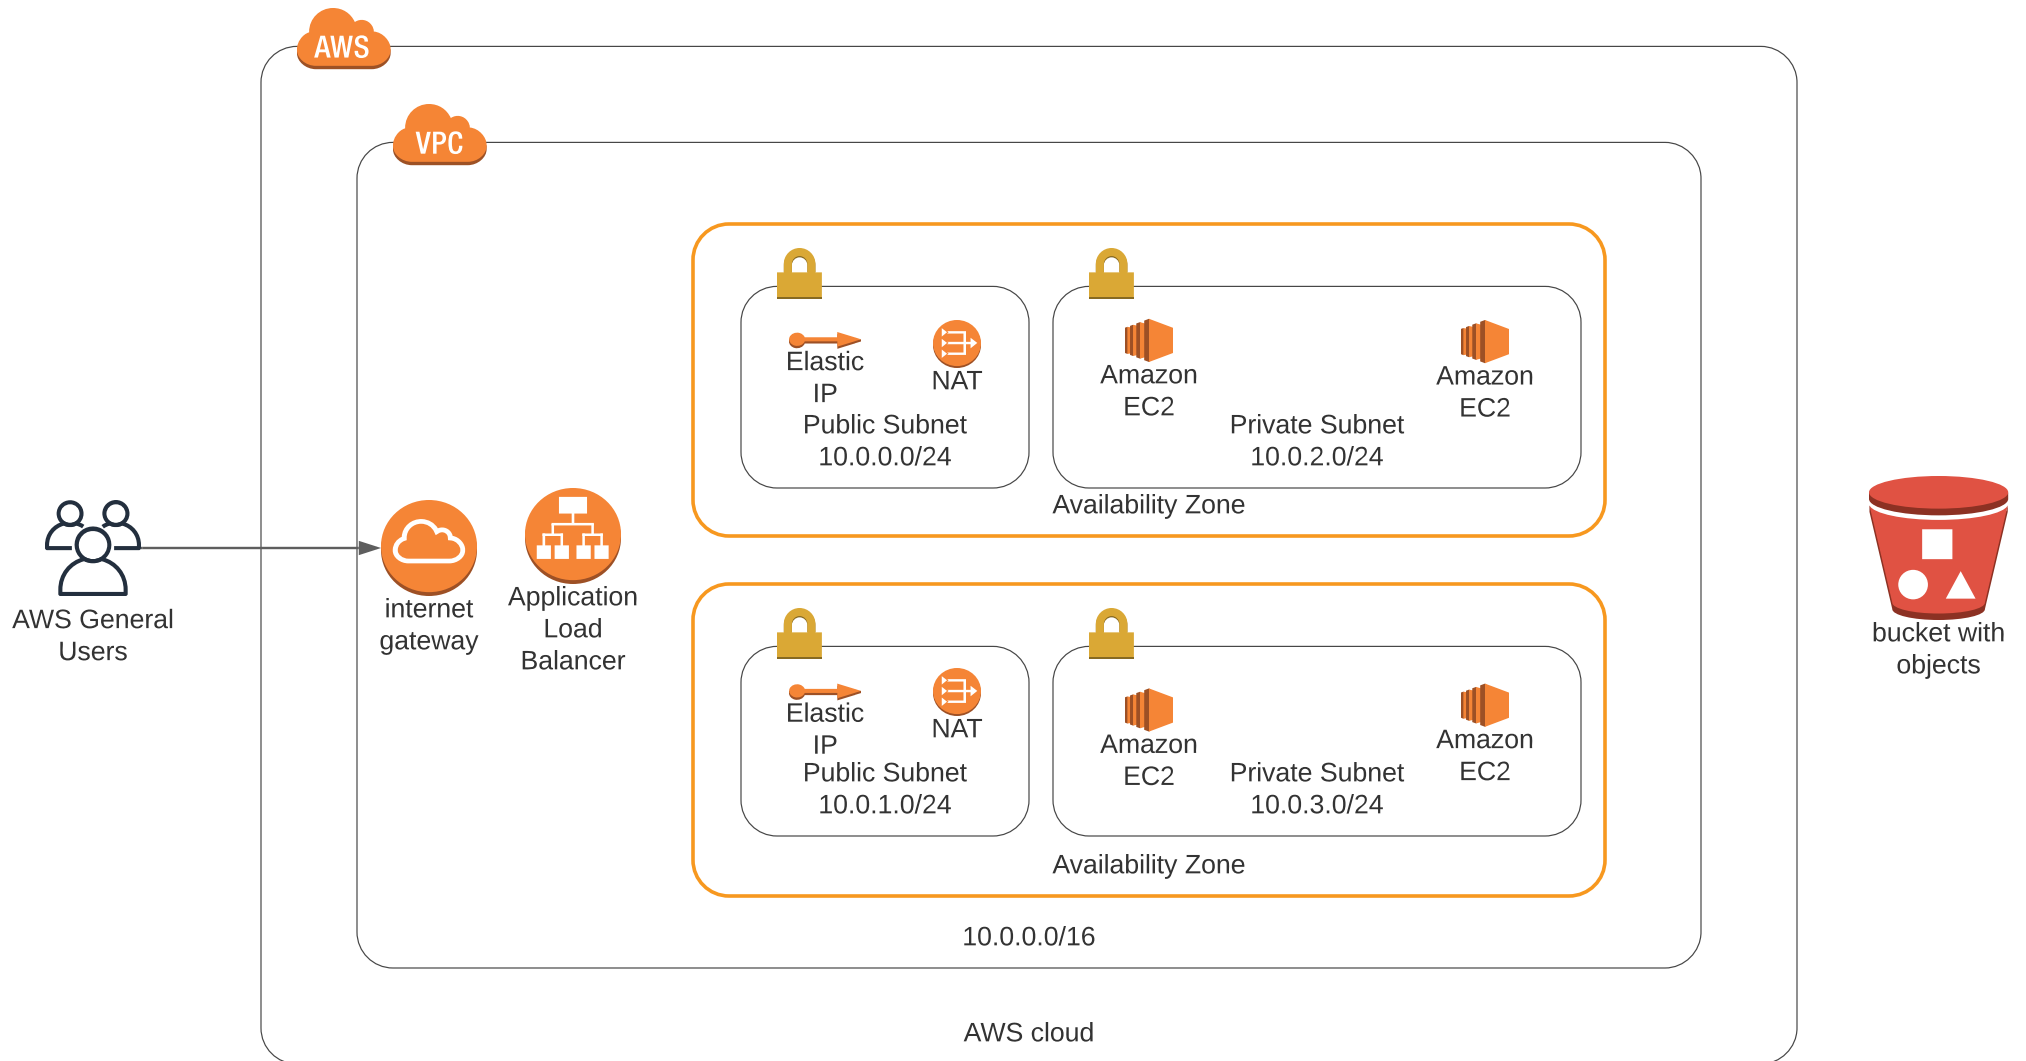 AWS
VPC
Elastic
IP
NAT
Public Subnet
10.0.0.0/24
Amazon
EC2
Amazon
EC2
Private Subnet
10.0.2.0/24
Availability Zone
AWS General
Users
internet
gateway
Application
Load
Balancer
bucket with
objects
Elastic
IP
NAT
Public Subnet
10.0.1.0/24
Amazon
EC2
Amazon
EC2
Private Subnet
10.0.3.0/24
Availability Zone
10.0.0.0/16
AWS cloud